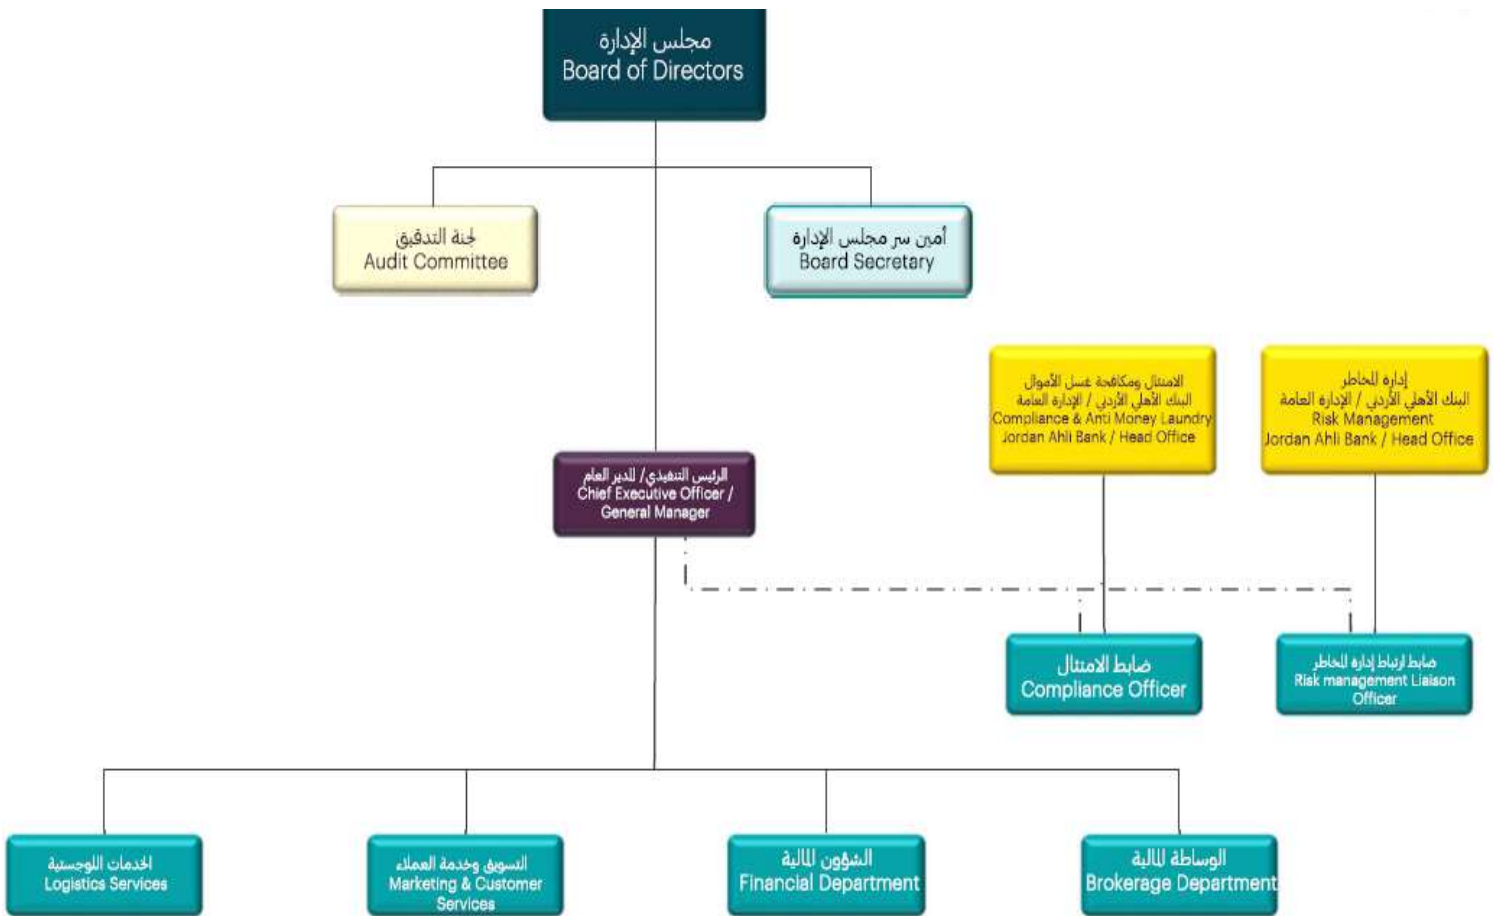 مجلس الإدارة
Board of Directors
لجنة التدقيق
Audit Committee
أمين سر مجلس الإدارة
Board Secretary
الامتثال ومكافحة غسل الأموال
البنك الأهلي الأردني / الإدارة العامة
Compliance & Anti Money Laundry
Jordan Ahli Bank / Head Office
إدارة المخاطر
البنك الأهلي الأردني / الإدارة العامة
Risk Management
Jordan Ahli Bank / Head Office
الرئيس التنفيذي/ المدير العام
Chief Executive Officer /
General Manager
ضابط الامتثال
Compliance Officer
ضابط ارتباط إدارة المخاطر
Risk management Liaison
Officer
الخدمات اللوجستية
Logistics Services
التسويق وخدمة العملاء
Marketing & Customer
Services
الشؤون المالية
Financial Department
الوساطة المالية
Brokerage Department